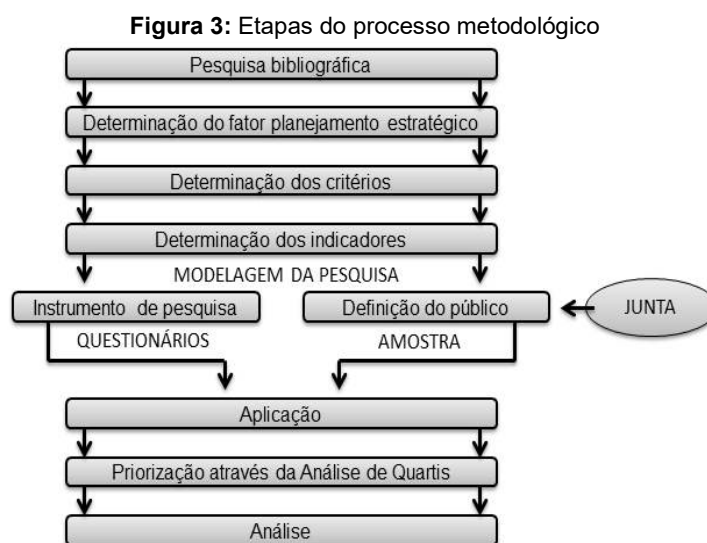 Figura 3: Etapas do processo metodológico
Pesquisa bibliográfica
Determinação do fator planejamento estratégico
Determinação dos critérios
Determinação dos indicadores
MODELAGEM DA PESQUISA
Instrumento de pesquisa
Definição do público
JUNTA
QUESTIONÁRIOS
AMOSTRA
Aplicação
Priorização através da Análise de Quartis
Análise